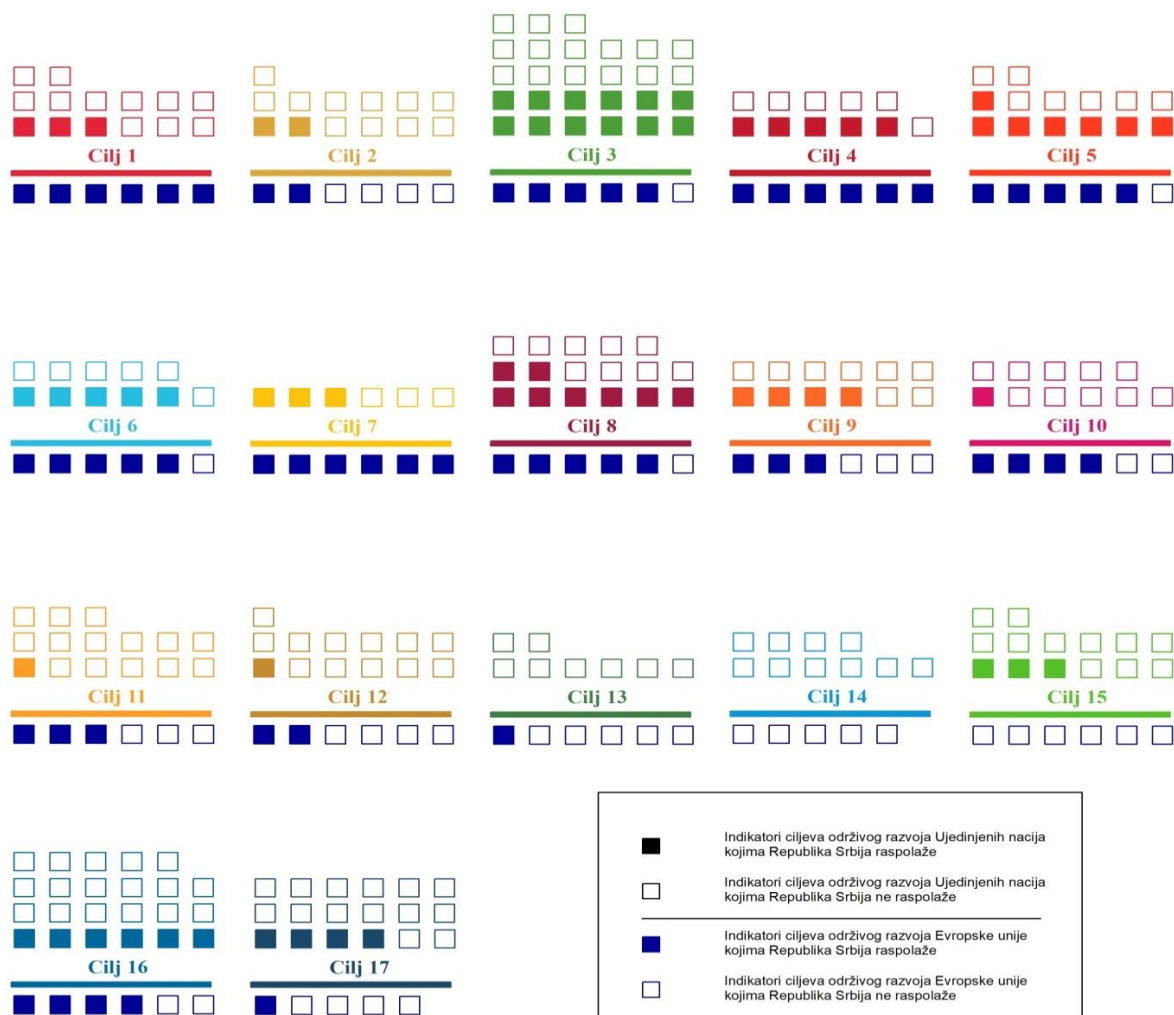 Cilj 1
Cilj 2
Cilj 3
Cilj 4
Cilj 5
Cilj 6
Cilj 7
Cilj 8
Cilj 9
Cilj 10
Cilj 11
Cilj 12
Cilj 13
Cilj 14
Cilj 15
Cilj 16
Cilj 17
Indikatori ciljeva održivog razvoja Ujedinjenih nacija
kojima Republika Srbija raspolaže
Indikatori ciljeva održivog razvoja Ujedinjenih nacija
kojima Republika Srbija ne raspolaže
Indikatori ciljeva održivog razvoja Evropske unije
kojima Republika Srbija raspolaže
Indikatori ciljeva održivog razvoja Evropske unije
kojima Republika Srbija ne raspolaže